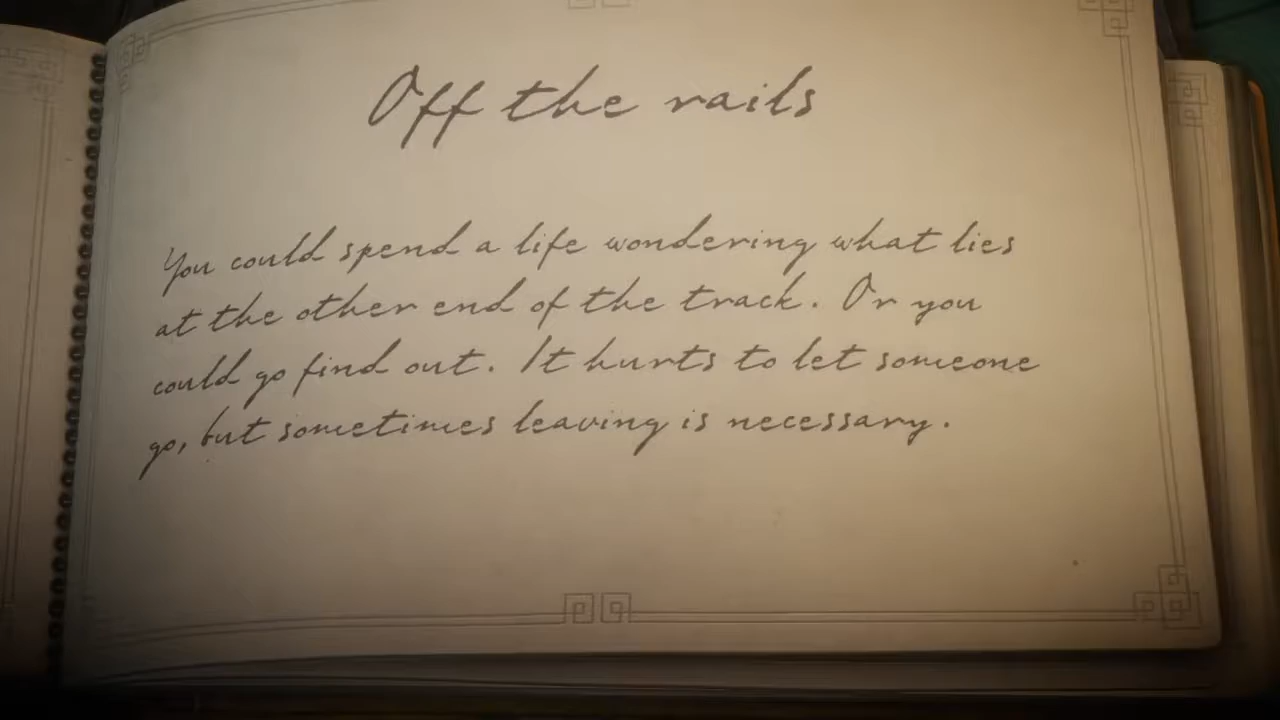 Off the rails
You could spend a life wondering what lies
at the other end of the track. Or you
could go find out. It hurts to let someone
go, but sometimes leaving is necessary.